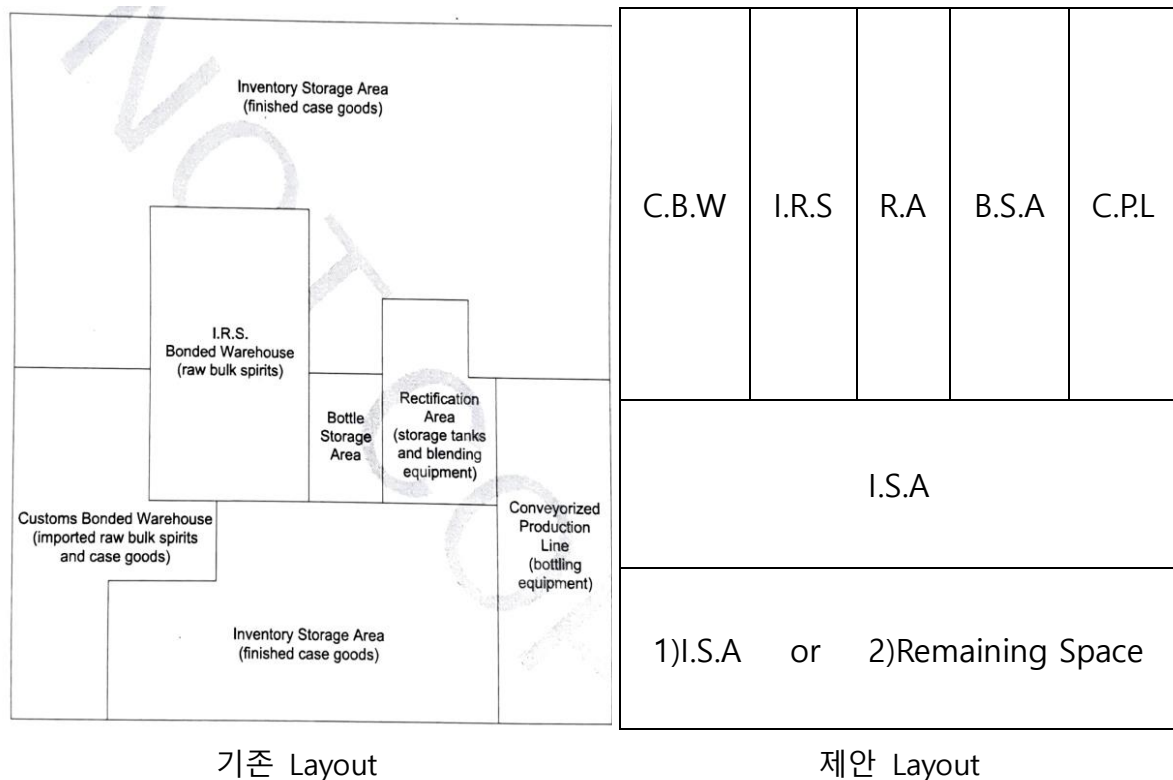 Inventory Storage Area
(finished case goods)
I.R.S.
Bonded Warehouse
(raw bulk spirits)
Bottle
Storage
Area
Rectification
Area
(storage tanks
and blending
equipment)
Customs Bonded Warehouse
(imported raw bulk spirits
and case goods)
Conveyorized
Production
Line
(bottling
equipment)
Inventory Storage Area
(finished case goods)
기존 Layout
C.B.W
I.R.S
R.A
B.S.A
C.P.L
I.S.A
1)I.S.A or 2)Remaining Space
제안 Layout